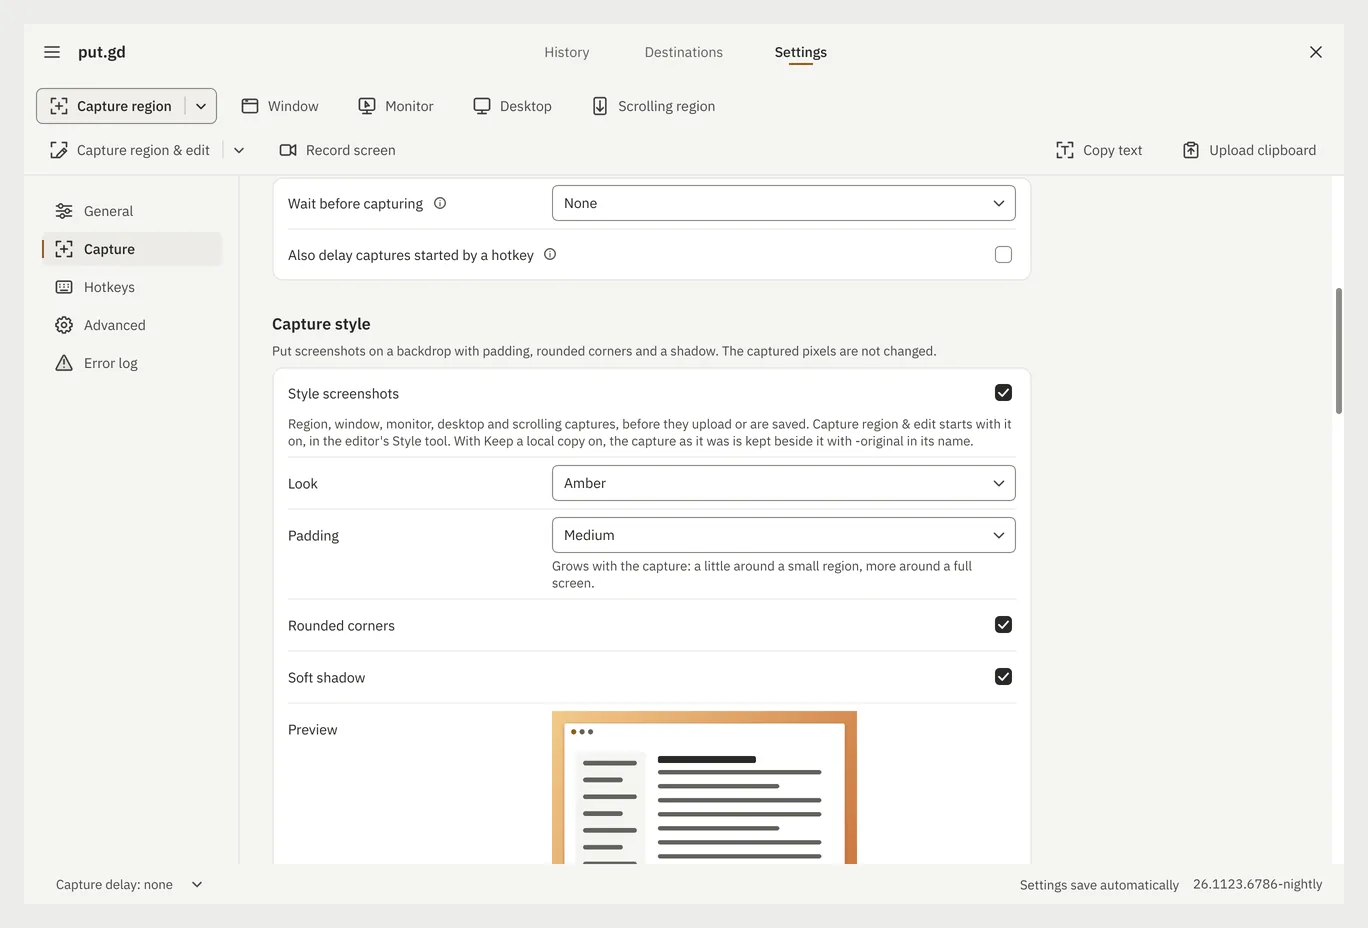 put.gd
History
Destinations
Settings
Capture region
Window
Monitor
Desktop
Scrolling region
Capture region & edit
Record screen
Copy text
Upload clipboard
General
Capture
Hotkeys
Advanced
Error log
Wait before capturing
None
Also delay captures started by a hotkey
Capture style
Put screenshots on a backdrop with padding, rounded corners and a shadow. The captured pixels are not changed.
Style screenshots
Region, window, monitor, desktop and scrolling captures, before they upload or are saved. Capture region & edit starts with it
on, in the editor's Style tool. With Keep a local copy on, the capture as it was is kept beside it with -original in its name.
Look
Amber
Padding
Medium
Grows with the capture: a little around a small region, more around a full
screen.
Rounded corners
Soft shadow
Preview
Capture delay: none
Settings save automatically
26.1123.6786-nightly